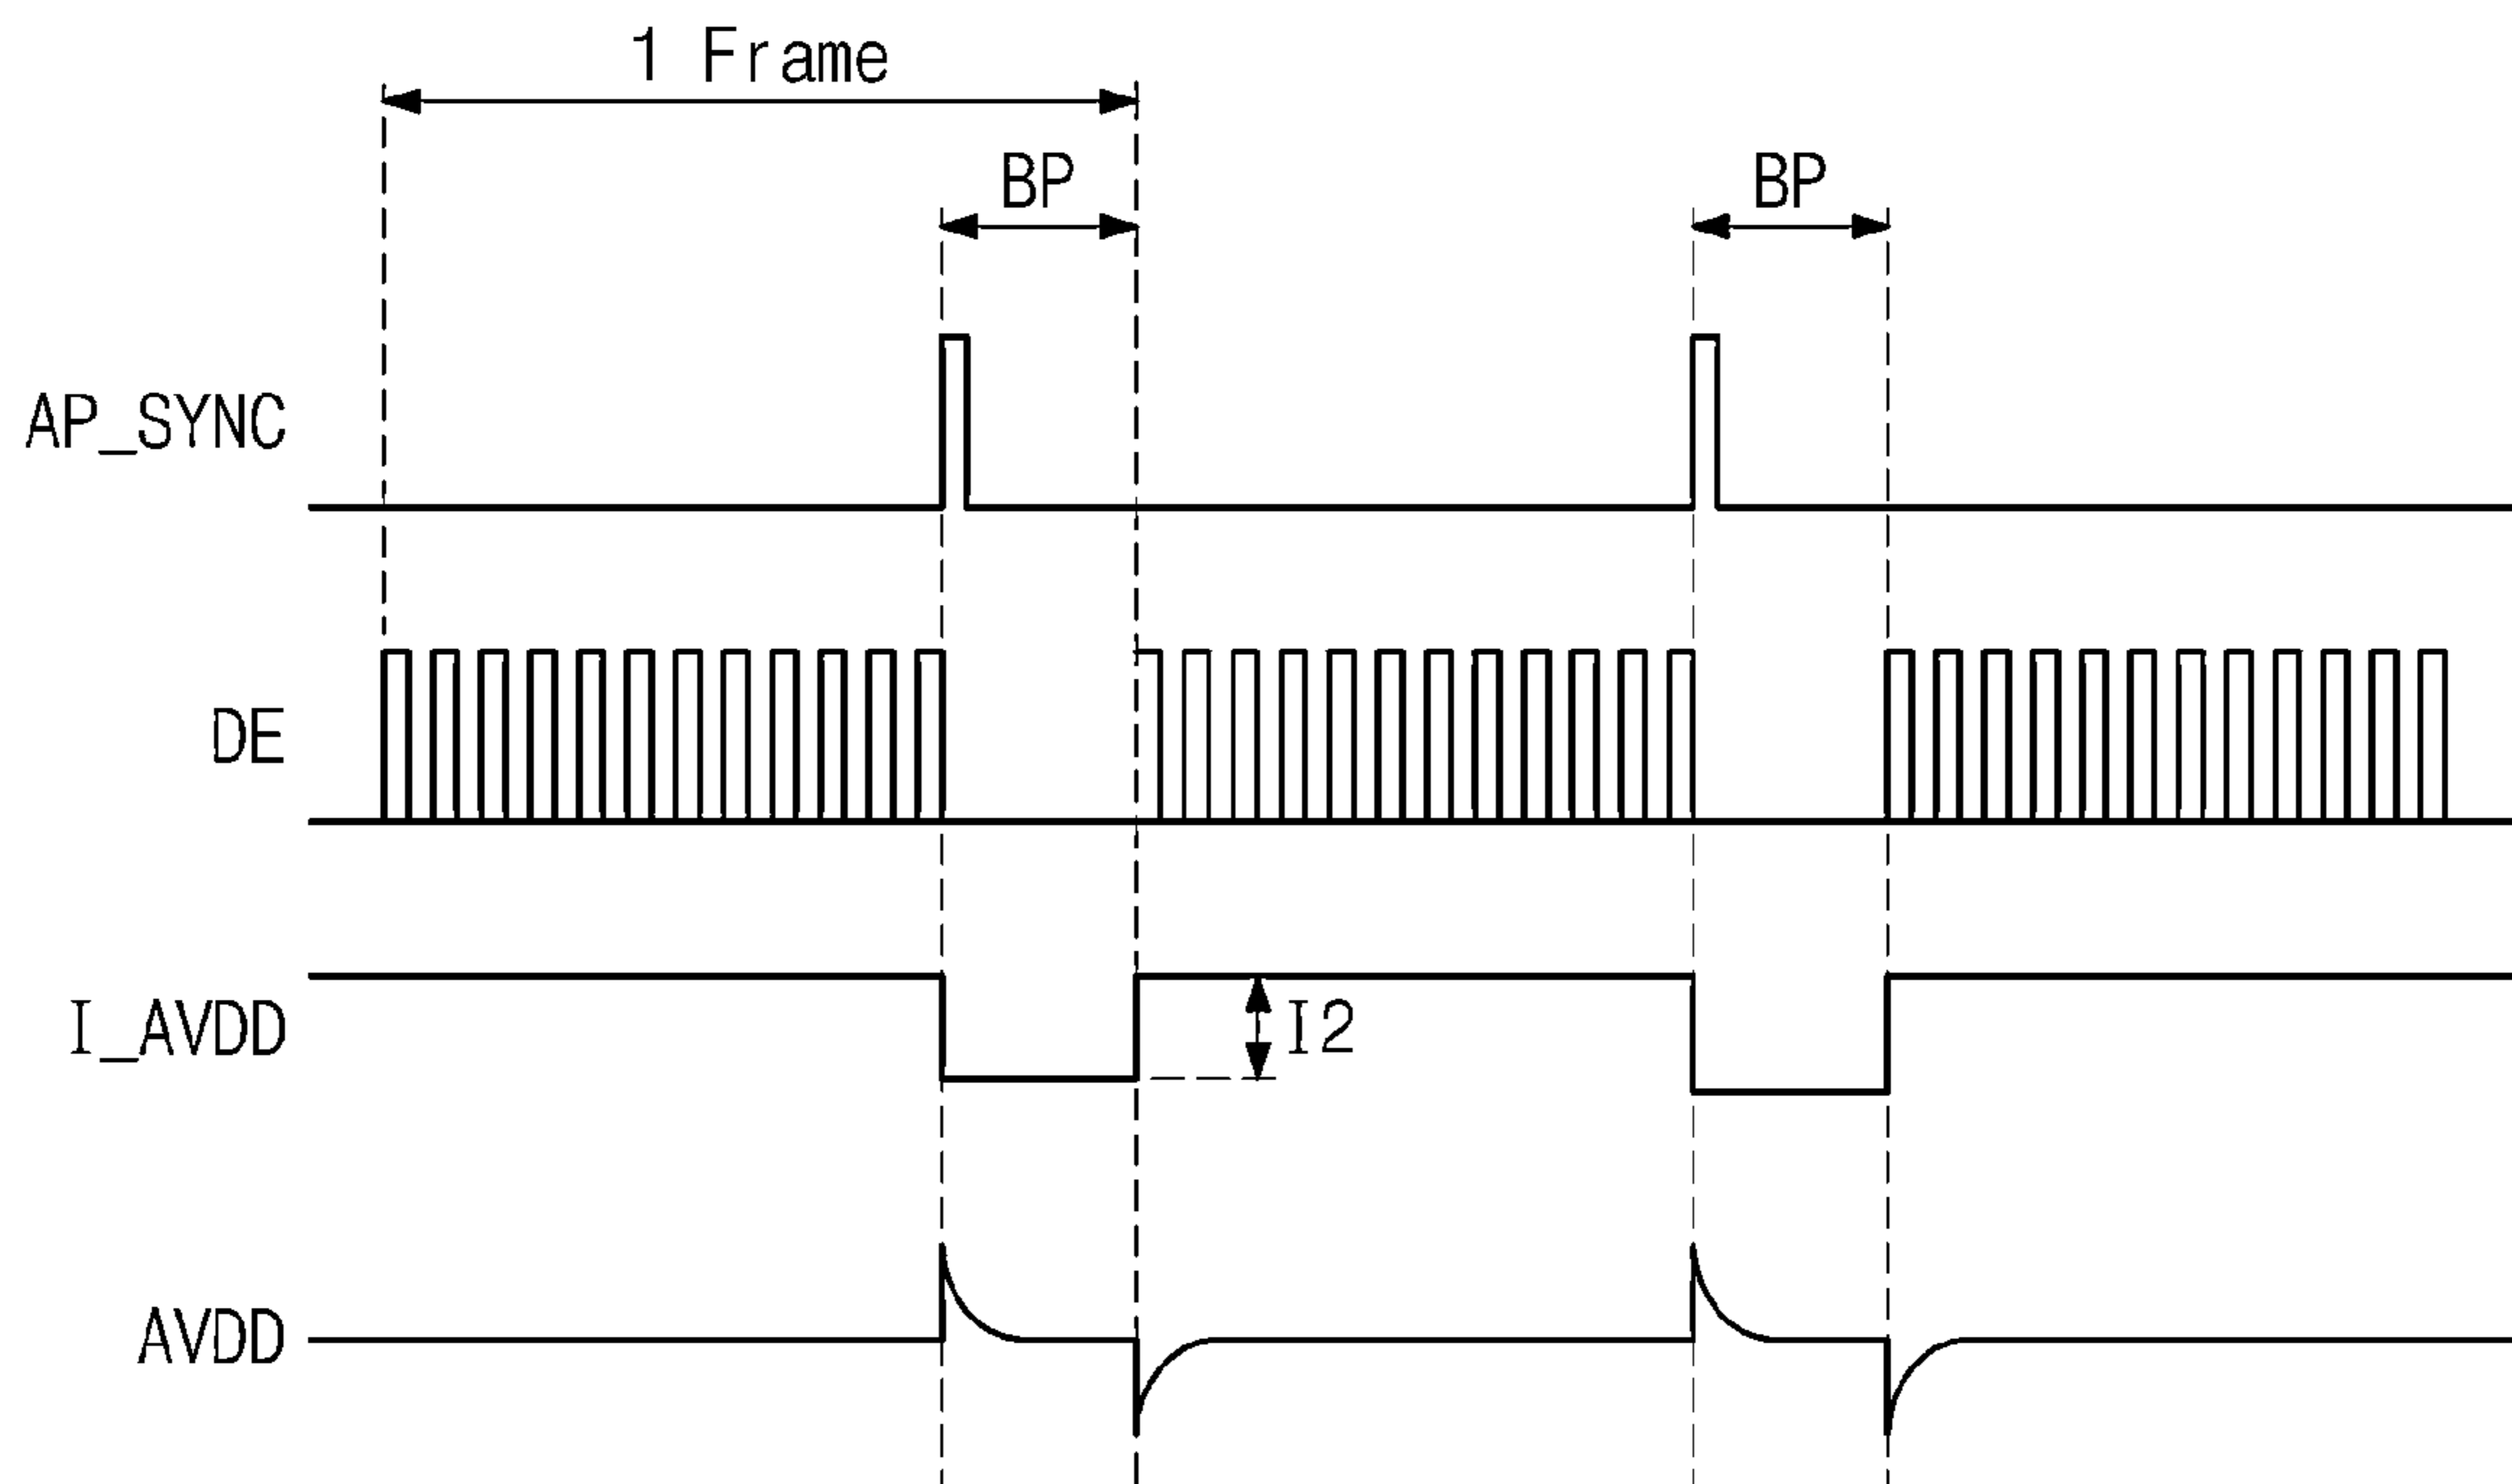 1 Frame
BP
BP
AP_SYNC
DE
I_AVDD
I2
AVDD